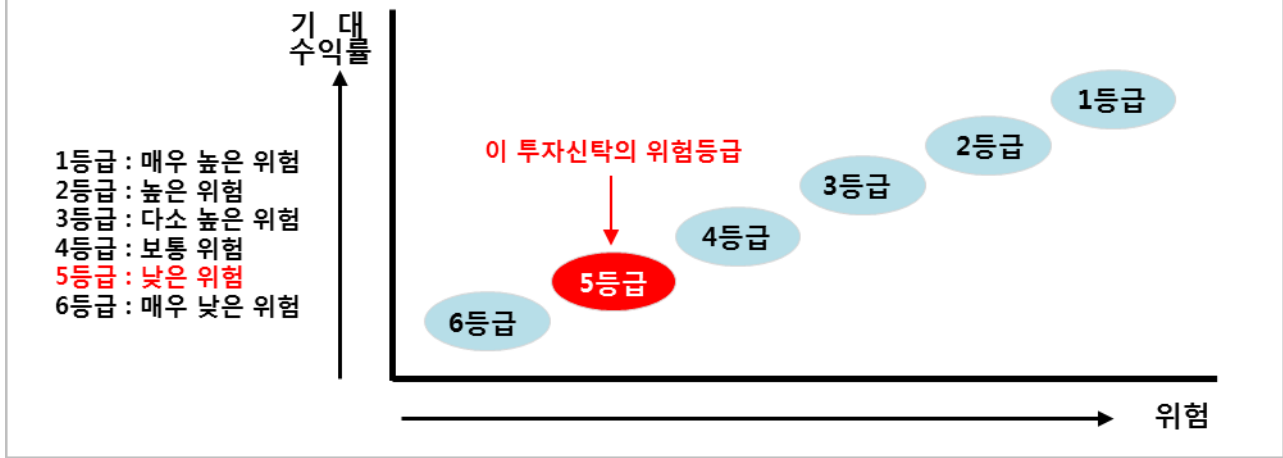 기 대
수익률
1등급 : 매우 높은 위험
2등급 : 높은 위험
3등급 : 다소 높은 위험
4등급 : 보통 위험
5등급 : 낮은 위험
6등급 : 매우 낮은 위험
이 투자신탁의 위험등급
1등급
2등급
3등급
4등급
5등급
6등급
위험